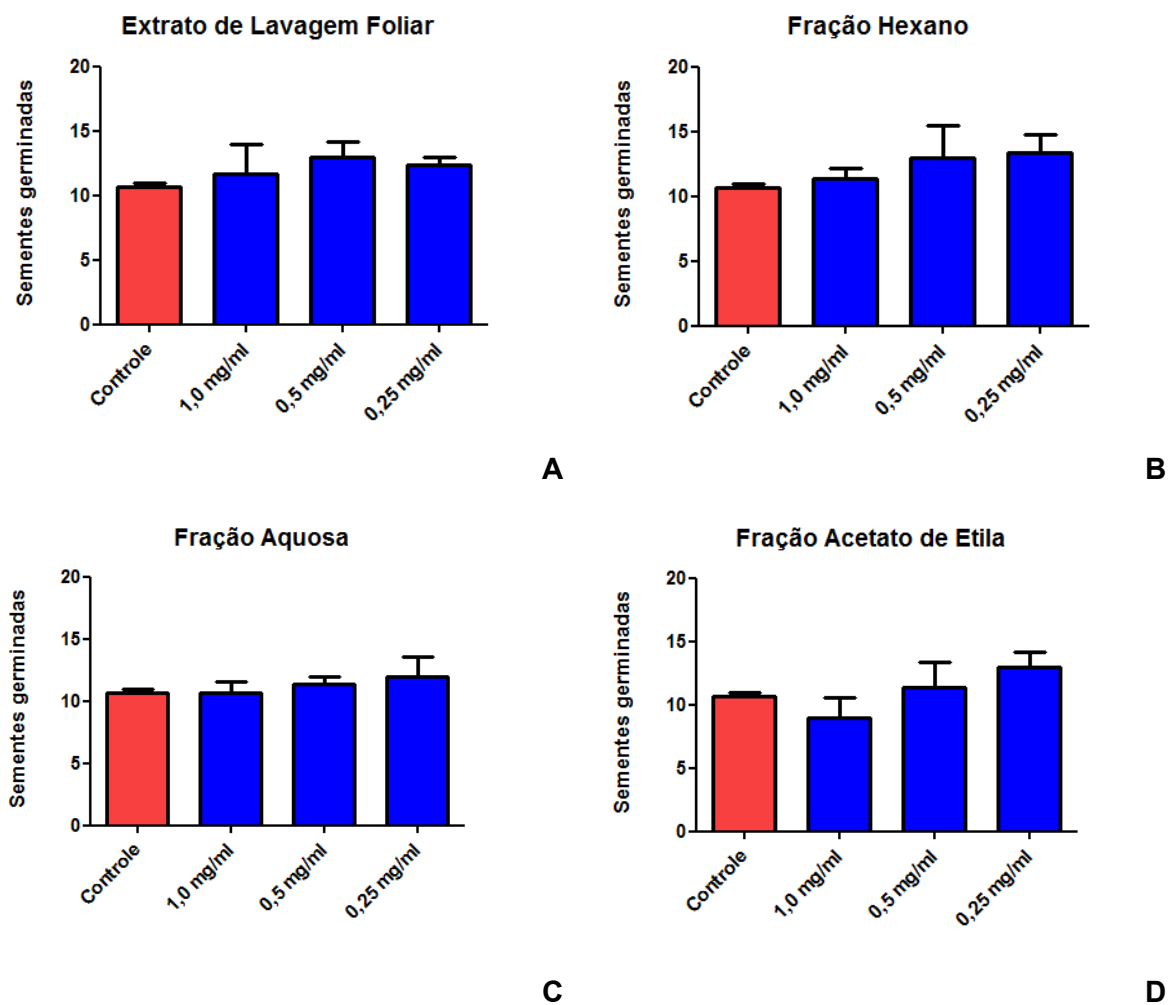 Extrato de Lavagem Foliar
Sementes germinadas
20
15
10
5
0
Controle
1,0 mg/ml
0,5 mg/ml
0,25 mg/ml
A
Fração Hexano
Sementes germinadas
20
15
10
5
0
Controle
1,0 mg/ml
0,5 mg/ml
0,25 mg/ml
B
Fração Aquosa
Sementes germinadas
20
15
10
5
0
Controle
1,0 mg/ml
0,5 mg/ml
0,25 mg/ml
C
Fração Acetato de Etila
Sementes germinadas
20
15
10
5
0
Controle
1,0 mg/ml
0,5 mg/ml
0,25 mg/ml
D